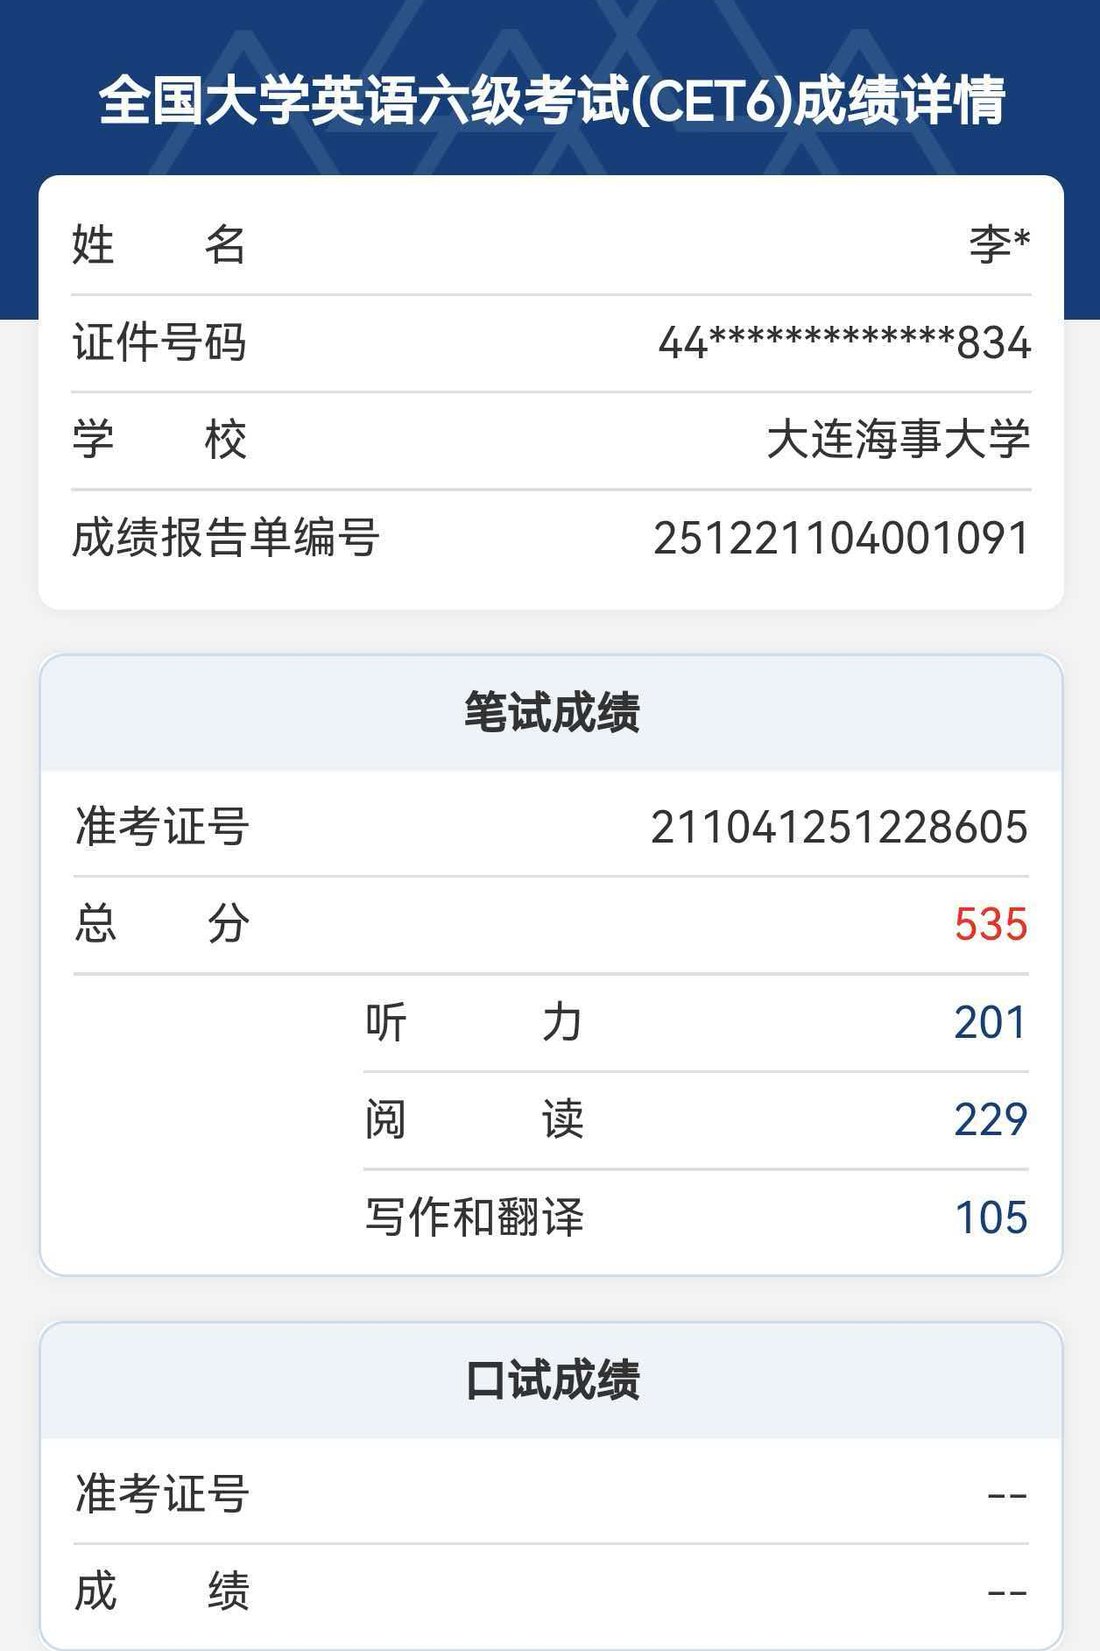 全国大学英语六级考试(CET6)成绩详情
姓 名 李*
证件号码 44*************834
学 校 大连海事大学
成绩报告单编号 251221104001091
笔试成绩
准考证号 211041251228605
总 分 535
听 力 201
阅 读 229
写作和翻译 105
口试成绩
准考证号 --
成 绩 --